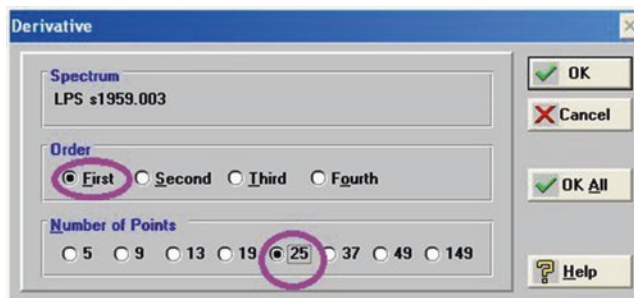 Derivative
Spectrum
LPS s1959.003
Order
First Second Third Fourth
Number of Points
5 9 13 19 25 37 49 149
OK
Cancel
OK All
Help